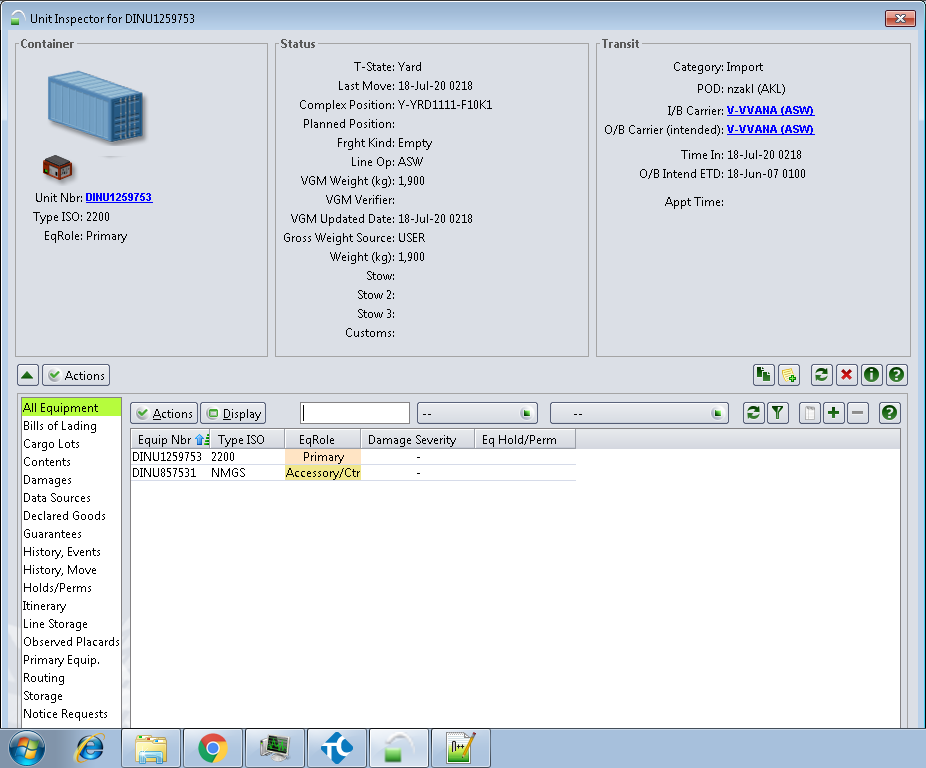 Unit Inspector for DINU1259753
Container
Unit Nbr: DINU1259753
Type ISO: 2200
EqRole: Primary
Status
T-State: Yard
Last Move: 18-Jul-20 0218
Complex Position: Y-YRD1111-F10K1
Planned Position:
Frght Kind: Empty
Line Op: ASW
VGM Weight (kg): 1,900
VGM Verifier:
VGM Updated Date: 18-Jul-20 0218
Gross Weight Source: USER
Weight (kg): 1,900
Stow:
Stow 2:
Stow 3:
Customs:
Transit
Category: Import
POD: nzakl (AKL)
I/B Carrier: V-VVANA (ASW)
O/B Carrier (intended): V-VVANA (ASW)
Time In: 18-Jul-20 0218
O/B Intend ETD: 18-Jun-07 0100
Appt Time:
Actions
All Equipment
Bills of Lading
Cargo Lots
Contents
Damages
Data Sources
Declared Goods
Guarantees
History, Events
History, Move
Holds/Perms
Itinerary
Line Storage
Observed Placards
Primary Equip.
Routing
Storage
Notice Requests
Actions Display -- --
Equip Nbr Type ISO EqRole Damage Severity Eq Hold/Perm
DINU1259753 2200 Primary -
DINU857531 NMGS Accessory/Ctr -